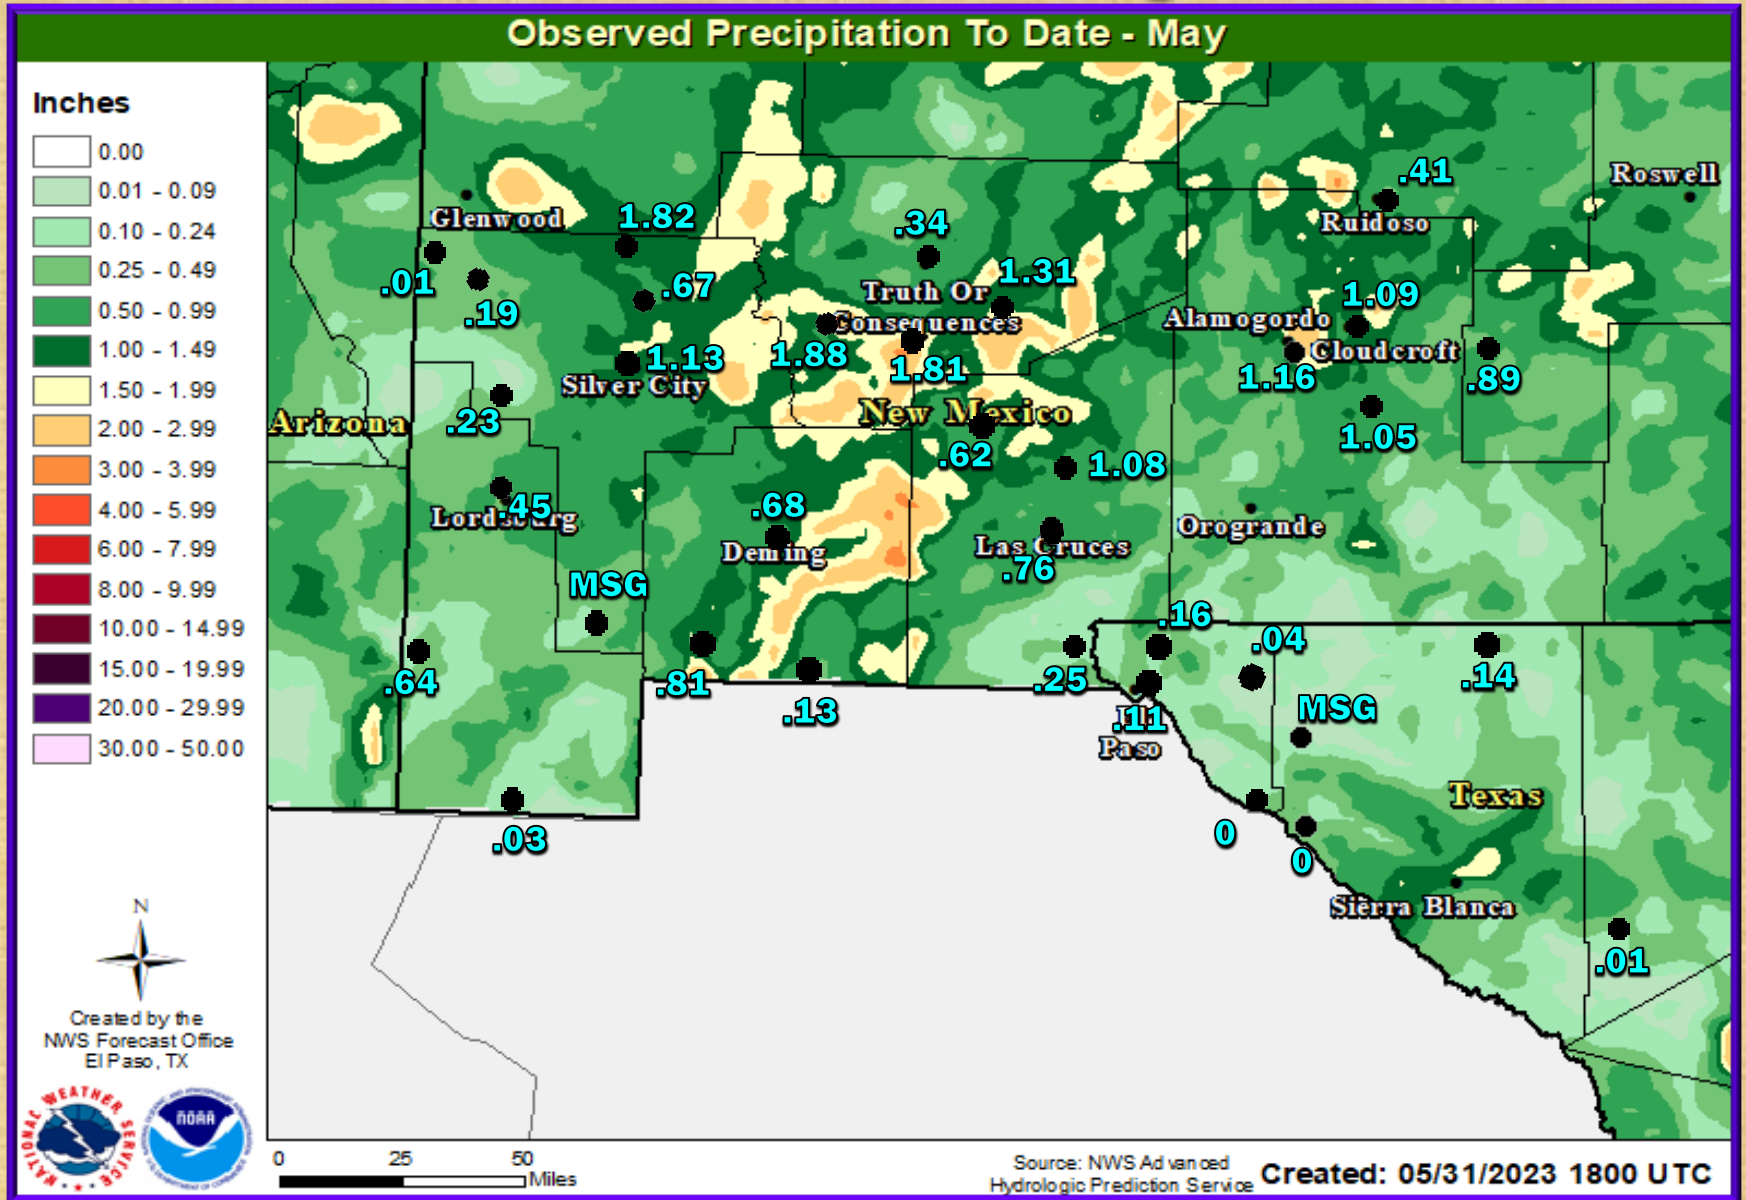 Observed Precipitation To Date - May
Inches
0.00
0.01 - 0.09
0.10 - 0.24
0.25 - 0.49
0.50 - 0.99
1.00 - 1.49
1.50 - 1.99
2.00 - 2.99
3.00 - 3.99
4.00 - 5.99
6.00 - 7.99
8.00 - 9.99
10.00 - 14.99
15.00 - 19.99
20.00 - 29.99
30.00 - 50.00
N
Created by the
NWS Forecast Office
El Paso, TX
NATIONAL WEATHER SERVICE
NOAA
.41
Roswell
Glenwood
1.82
.34
Ruidoso
.01
.19
.67
1.31
Truth Or
Consequences
1.09
Alamogordo
1.88
1.81
Cloudcroft
1.13
Silver City
1.16
.89
Arizona
.23
New Mexico
1.05
.62
1.08
.45
Lordsburg
.68
Deming
Las Cruces
.76
Orogrande
MSG
.16
.04
.64
.81
.13
.25
.14
.11
El
Paso
MSG
Texas
.03
0
0
Sierra Blanca
.01
0 25 50
Miles
Source: NWS Advanced
Hydrologic Prediction Service
Created: 05/31/2023 1800 UTC